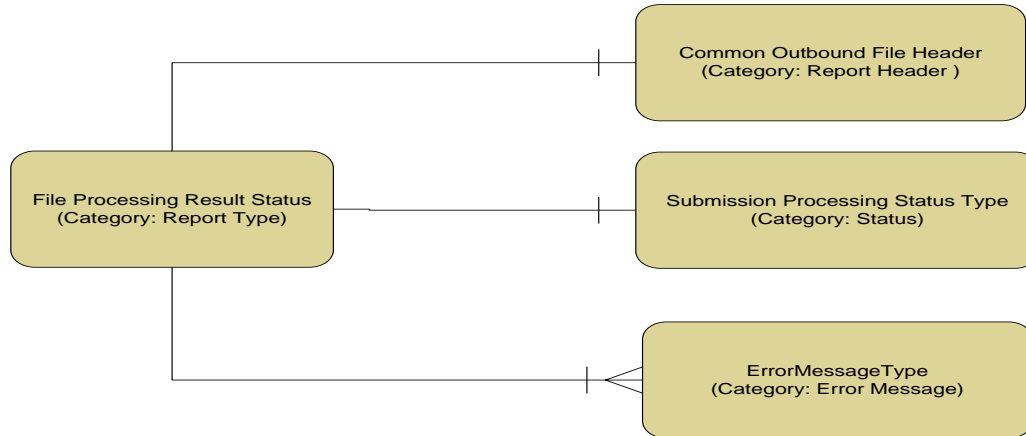 Common Outbound File Header
(Category: Report Header )
File Processing Result Status
(Category: Report Type)
Submission Processing Status Type
(Category: Status)
ErrorMessageType
(Category: Error Message)